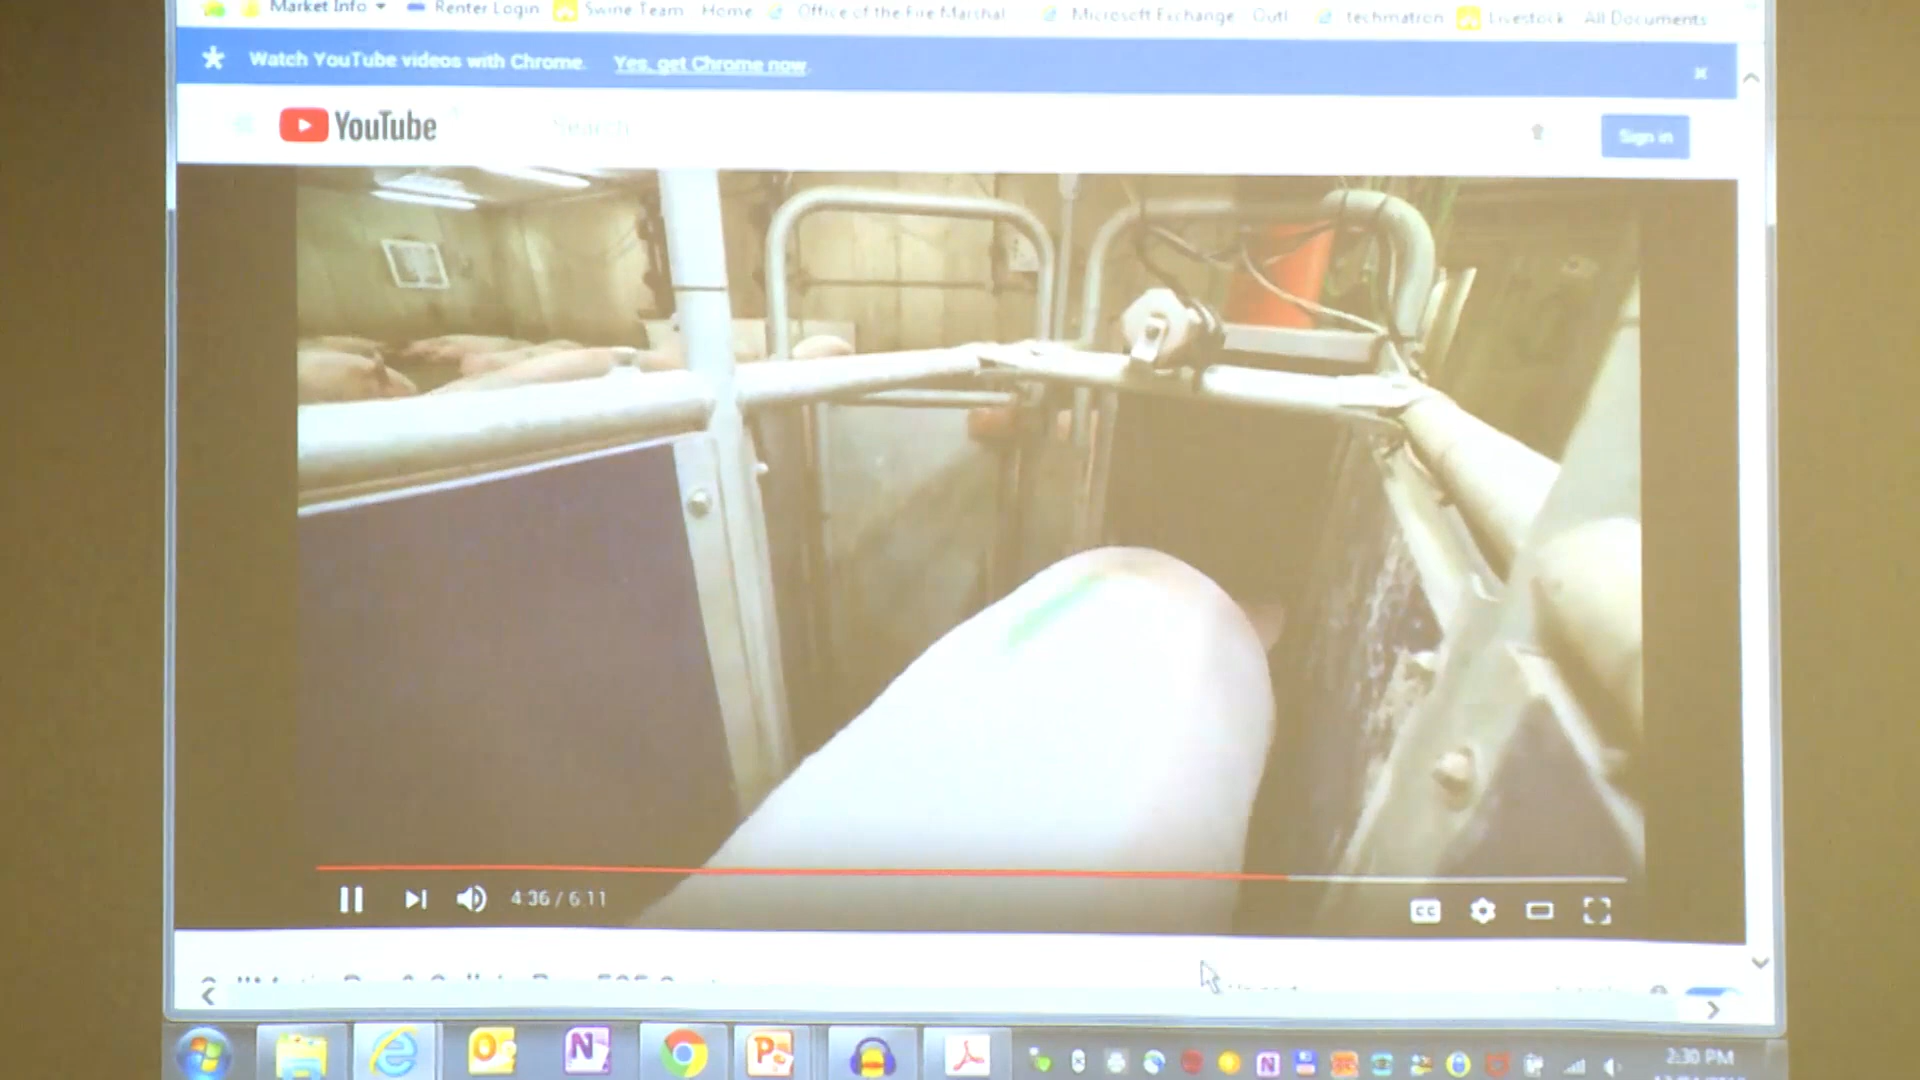 Market Info Renter Login Swine Team Home Office of the Fire Marshal Microsoft Exchange Outl techmatron Livestock All Documents
Watch YouTube videos with Chrome. Yes, get Chrome now.
YouTube Search Sign in
4:36 / 6:11
CC
2:30 PM